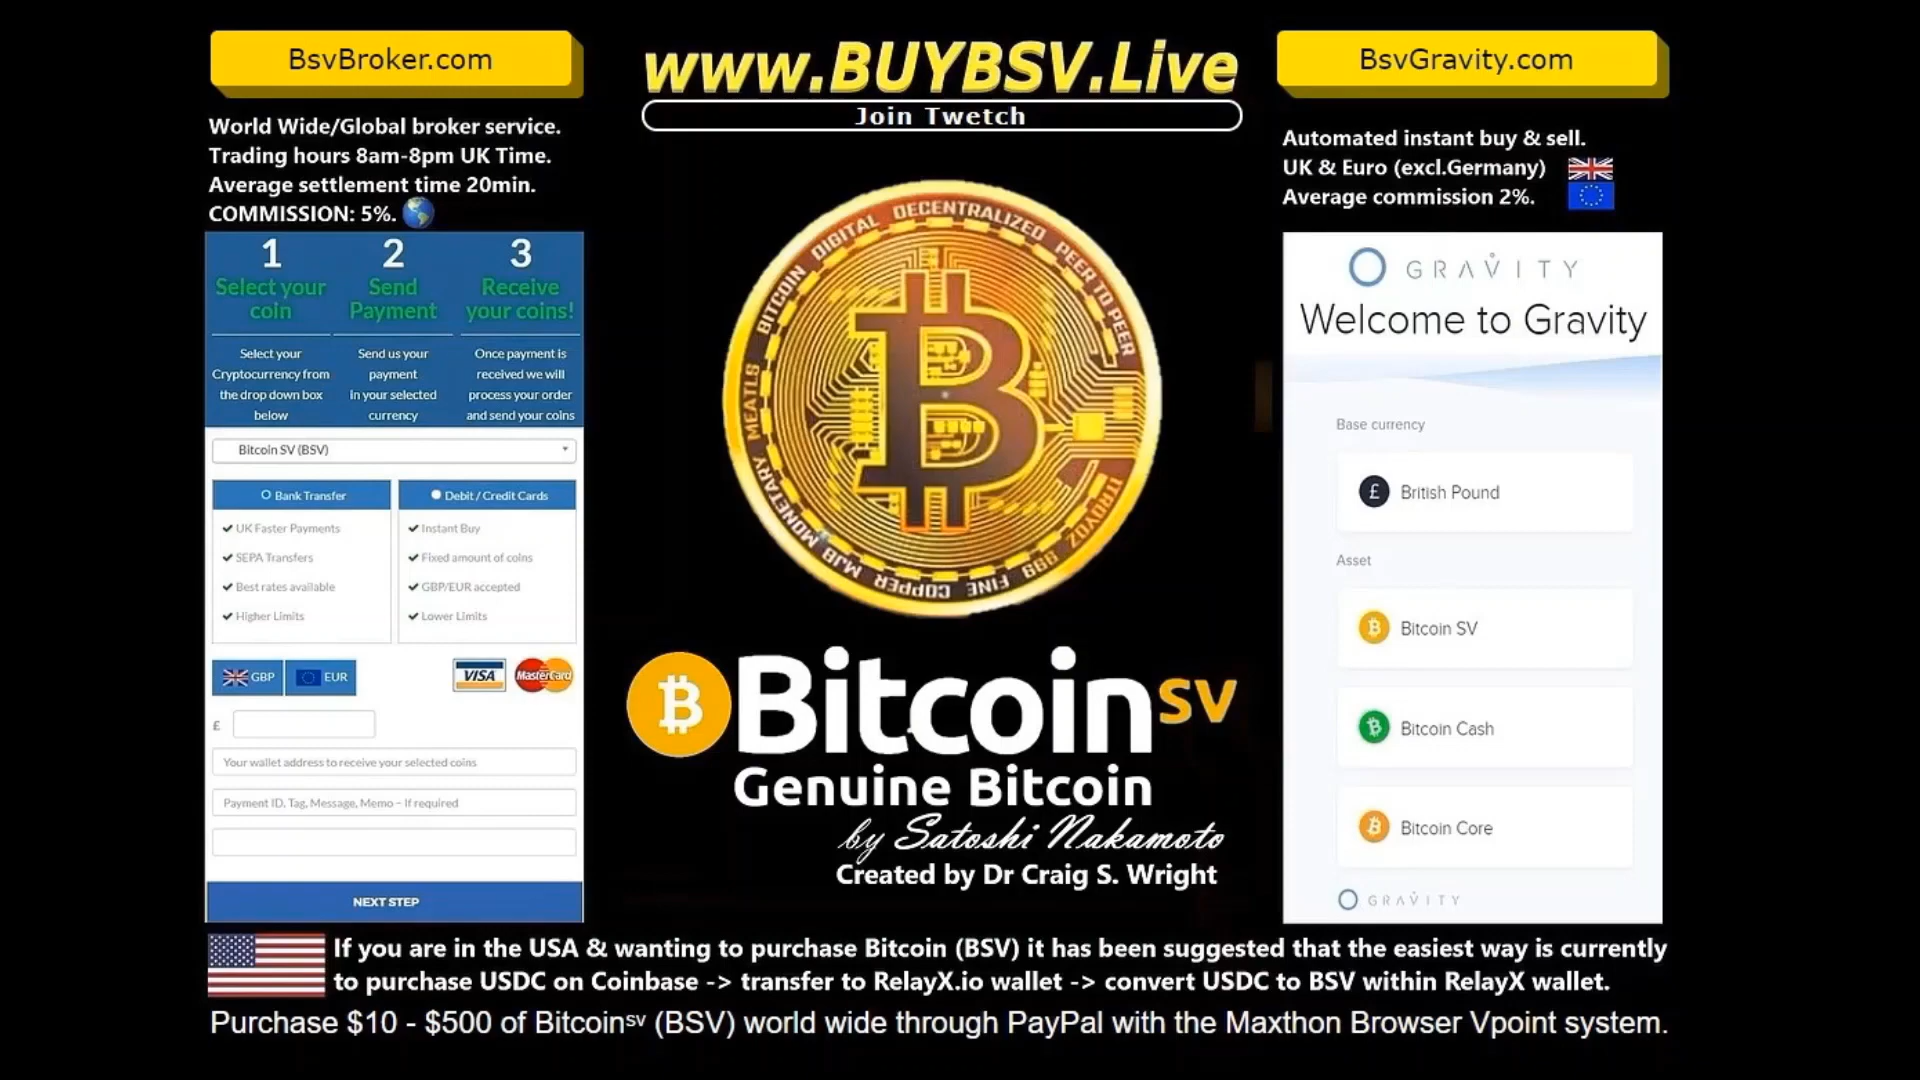 BsvBroker.com
World Wide/Global broker service.
Trading hours 8am-8pm UK Time.
Average settlement time 20min.
COMMISSION: 5%.
1
Select your
coin
Select your
Cryptocurrency from
the drop down box
below
2
Send
Payment
Send us your
payment
in your selected
currency
3
Receive
your coins!
Once payment is
received we will
process your order
and send your coins
Bitcoin SV (BSV)
Bank Transfer
UK Faster Payments
SEPA Transfers
Best rates available
Higher Limits
Debit / Credit Cards
Instant Buy
Fixed amount of coins
GBP/EUR accepted
Lower Limits
GBP
EUR
VISA
MasterCard
£
Your wallet address to receive your selected coins
Payment ID, Tag, Message, Memo – If required
NEXT STEP
www.BUYBSV.Live
Join Twetch
BITCOIN DIGITAL DECENTRALIZED PEER TO PEER
MJB MONETARY MEATLS
1TROYOZ 999 FINE COPPER
Bitcoin SV
Genuine Bitcoin
by Satoshi Nakamoto
Created by Dr Craig S. Wright
BsvGravity.com
Automated instant buy & sell.
UK & Euro (excl.Germany)
Average commission 2%.
GRAVITY
Welcome to Gravity
Base currency
£ British Pound
Asset
Bitcoin SV
Bitcoin Cash
Bitcoin Core
GRAVITY
If you are in the USA & wanting to purchase Bitcoin (BSV) it has been suggested that the easiest way is currently
to purchase USDC on Coinbase -> transfer to RelayX.io wallet -> convert USDC to BSV within RelayX wallet.
Purchase $10 - $500 of Bitcoinsv (BSV) world wide through PayPal with the Maxthon Browser Vpoint system.